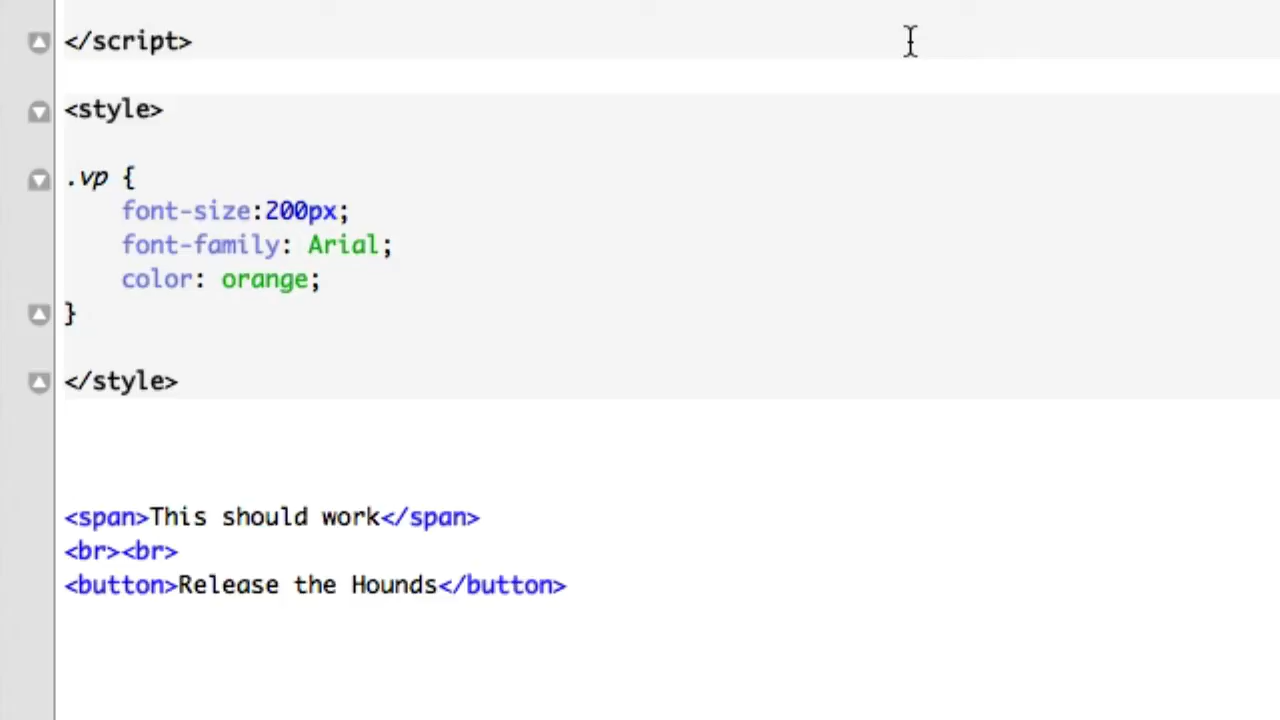 </script>
<style>
.vp {
font-size:200px;
font-family: Arial;
color: orange;
}
</style>
<span>This should work</span>
<br><br>
<button>Release the Hounds</button>